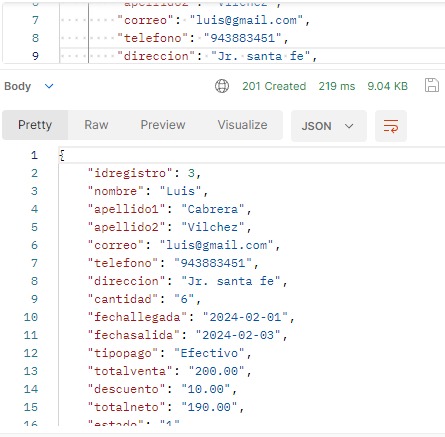 "apellido2": "Vilchez",
7 "correo": "luis@gmail.com",
8 "telefono": "943883451",
9 "direccion": "Jr. santa fe",
Body 201 Created 219 ms 9.04 KB
Pretty Raw Preview Visualize JSON
1 {
2 "idregistro": 3,
3 "nombre": "Luis",
4 "apellido1": "Cabrera",
5 "apellido2": "Vilchez",
6 "correo": "luis@gmail.com",
7 "telefono": "943883451",
8 "direccion": "Jr. santa fe",
9 "cantidad": "6",
10 "fechallegada": "2024-02-01",
11 "fechasalida": "2024-02-03",
12 "tipopago": "Efectivo",
13 "totalventa": "200.00",
14 "descuento": "10.00",
15 "totalneto": "190.00",
16 "estado": "1"